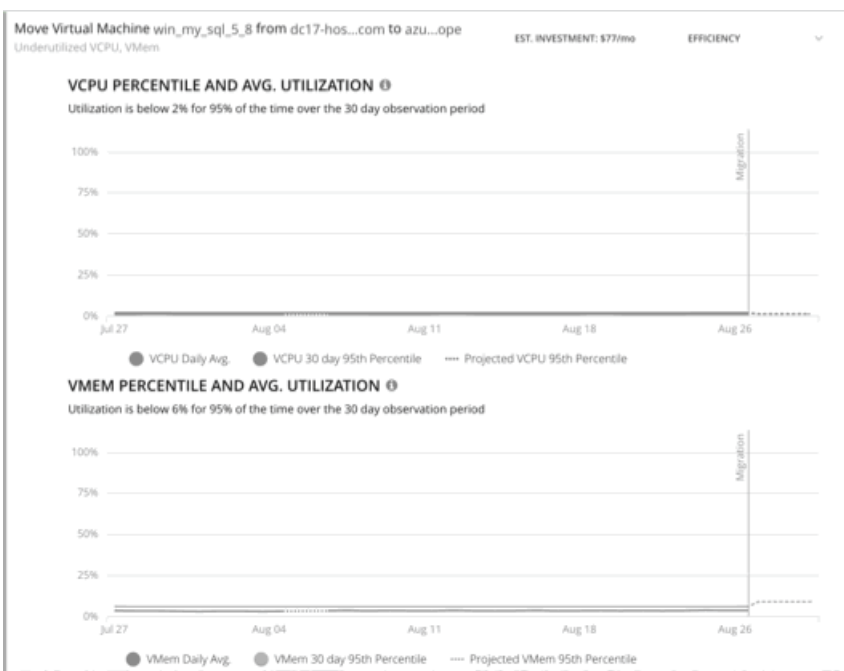 Move Virtual Machine win_my_sql_5_8 from dc17-hos...com to azu...ope EST. INVESTMENT: $77/mo EFFICIENCY
Underutilized VCPU, VMem
VCPU PERCENTILE AND AVG. UTILIZATION
Utilization is below 2% for 95% of the time over the 30 day observation period
Migration
100%
75%
50%
25%
0%
Jul 27 Aug 04 Aug 11 Aug 18 Aug 26
VCPU Daily Avg. VCPU 30 day 95th Percentile Projected VCPU 95th Percentile
VMEM PERCENTILE AND AVG. UTILIZATION
Utilization is below 6% for 95% of the time over the 30 day observation period
Migration
100%
75%
50%
25%
0%
Jul 27 Aug 04 Aug 11 Aug 18 Aug 26
VMem Daily Avg. VMem 30 day 95th Percentile Projected VMem 95th Percentile